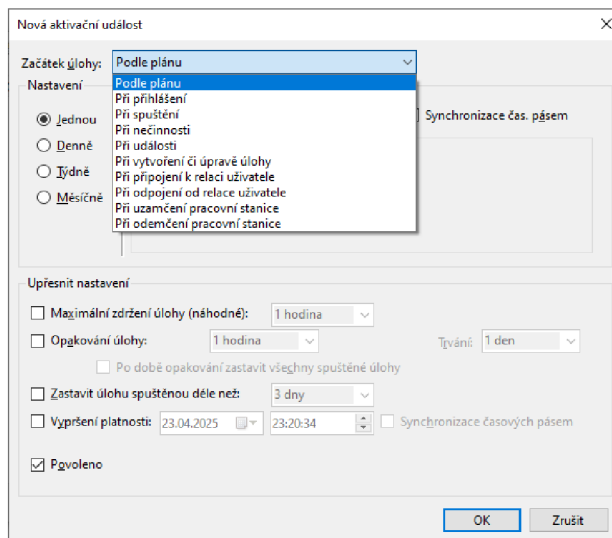 Nová aktivační událost
Začátek úlohy: Podle plánu
Nastavení
Podle plánu
Při přihlášení
Při spuštění
Při nečinnosti
Při události
Při vytvoření či úpravě úlohy
Při připojení k relaci uživatele
Při odpojení od relace uživatele
Při uzamčení pracovní stanice
Při odemčení pracovní stanice
Jednou
Denně
Týdně
Měsíčně
Synchronizace čas. pásem
Upřesnit nastavení
Maximální zdržení úlohy (náhodné): 1 hodina
Opakování úlohy: 1 hodina Trvání: 1 den
Po době opakování zastavit všechny spuštěné úlohy
Zastavit úlohu spuštěnou déle než: 3 dny
Vypršení platnosti: 23.04.2025 23:20:34 Synchronizace časových pásem
Povoleno
OK Zrušit